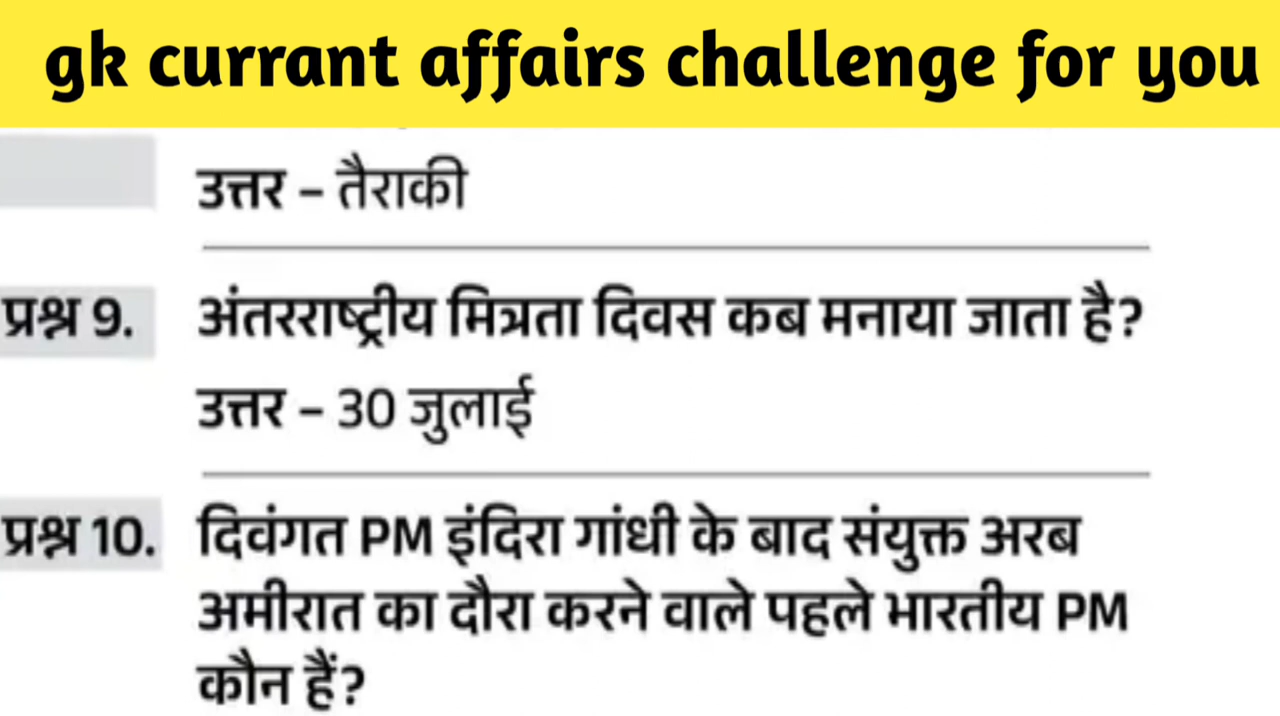 gk currant affairs challenge for you
उत्तर – तैराकी
प्रश्न 9. अंतरराष्ट्रीय मित्रता दिवस कब मनाया जाता है?
उत्तर – 30 जुलाई
प्रश्न 10. दिवंगत PM इंदिरा गांधी के बाद संयुक्त अरब
अमीरात का दौरा करने वाले पहले भारतीय PM
कौन हैं?